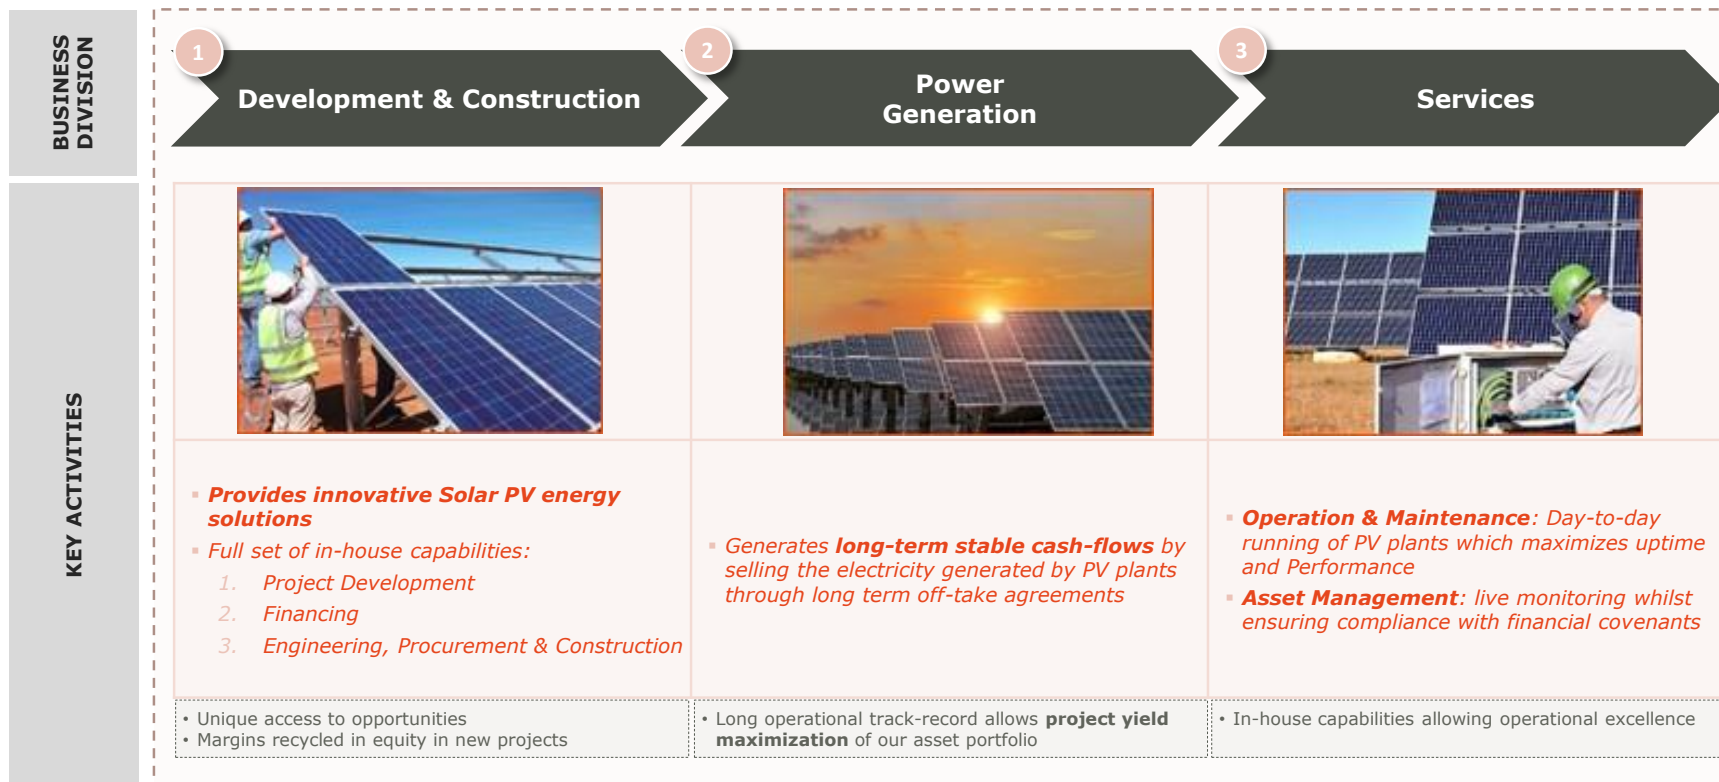 BUSINESS
DIVISION
1
Development & Construction
2
Power
Generation
3
Services
KEY ACTIVITIES
▪ Provides innovative Solar PV energy
solutions
▪ Full set of in-house capabilities:
1. Project Development
2. Financing
3. Engineering, Procurement & Construction
▪ Generates long-term stable cash-flows by
selling the electricity generated by PV plants
through long term off-take agreements
▪ Operation & Maintenance: Day-to-day
running of PV plants which maximizes uptime
and Performance
▪ Asset Management: live monitoring whilst
ensuring compliance with financial covenants
• Unique access to opportunities
• Margins recycled in equity in new projects
• Long operational track-record allows project yield
maximization of our asset portfolio
• In-house capabilities allowing operational excellence